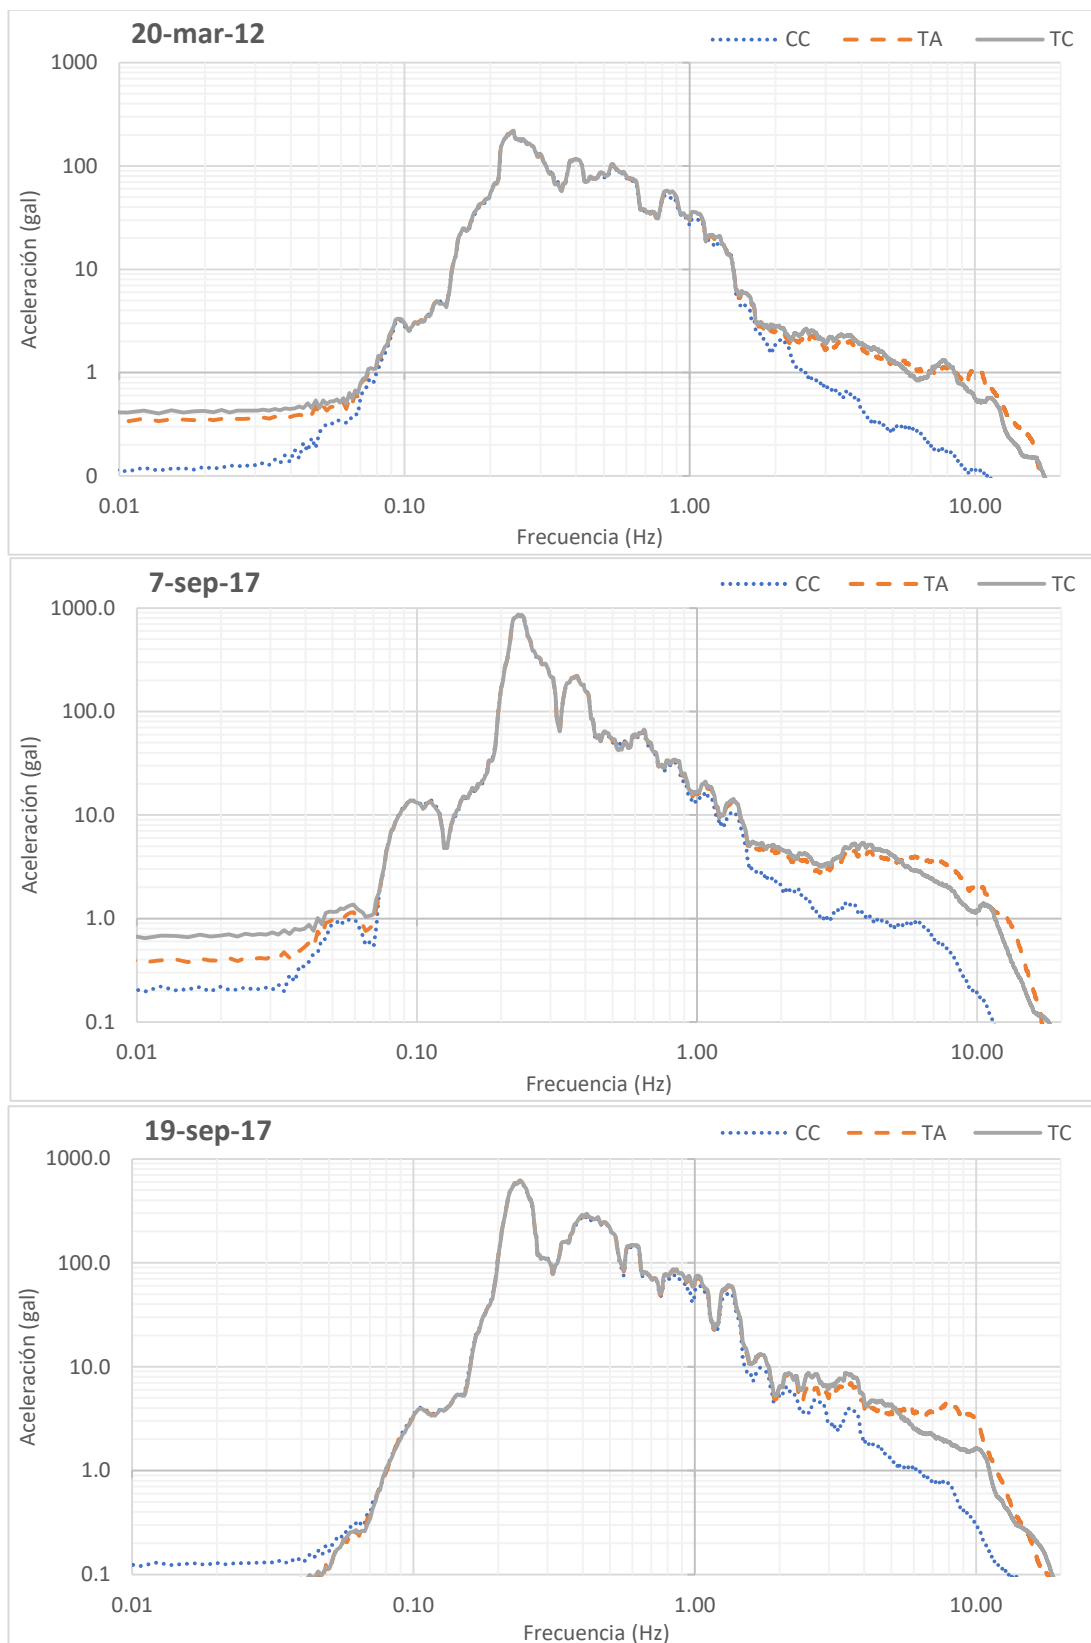 20-mar-12
CC TA TC
1000
100
10
1
0
0.01 0.10 1.00 10.00
Aceleración (gal)
Frecuencia (Hz)
7-sep-17
CC TA TC
1000.0
100.0
10.0
1.0
0.1
0.01 0.10 1.00 10.00
Aceleración (gal)
Frecuencia (Hz)
19-sep-17
CC TA TC
1000.0
100.0
10.0
1.0
0.1
0.01 0.10 1.00 10.00
Aceleración (gal)
Frecuencia (Hz)